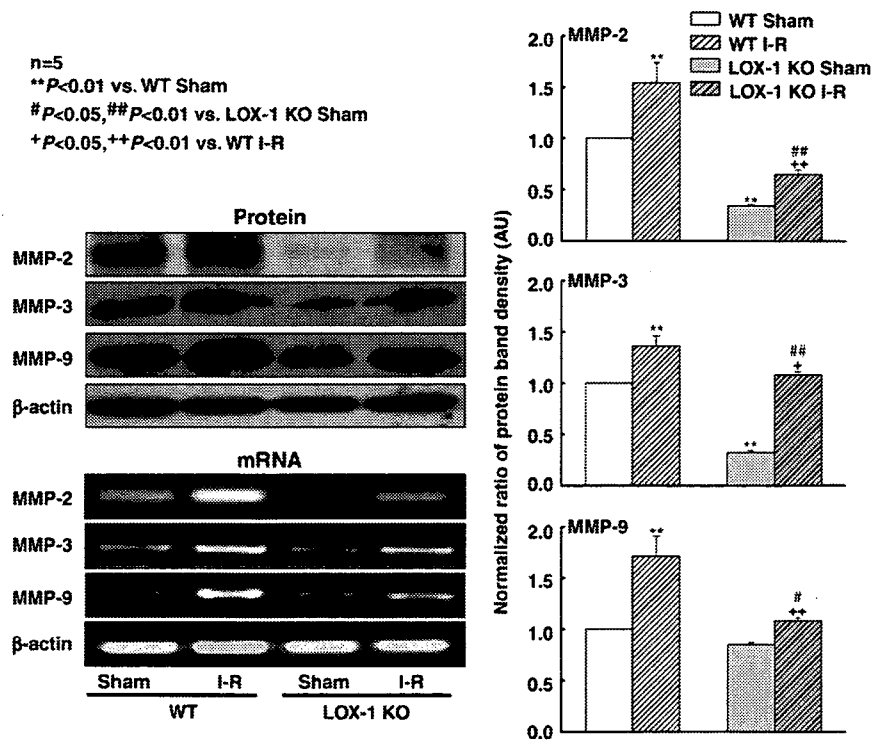 n=5
**P<0.01 vs. WT Sham
#P<0.05,##P<0.01 vs. LOX-1 KO Sham
+P<0.05,++P<0.01 vs. WT I-R
Protein
MMP-2
MMP-3
MMP-9
β-actin
mRNA
MMP-2
MMP-3
MMP-9
β-actin
Sham I-R Sham I-R
WT LOX-1 KO
WT Sham
WT I-R
LOX-1 KO Sham
LOX-1 KO I-R
Normalized ratio of protein band density (AU)
MMP-2
2.0
1.5
1.0
0.5
0.0
**
**
##
++
MMP-3
2.0
1.5
1.0
0.5
0.0
**
**
##
+
MMP-9
2.0
1.5
1.0
0.5
0.0
**
#
++